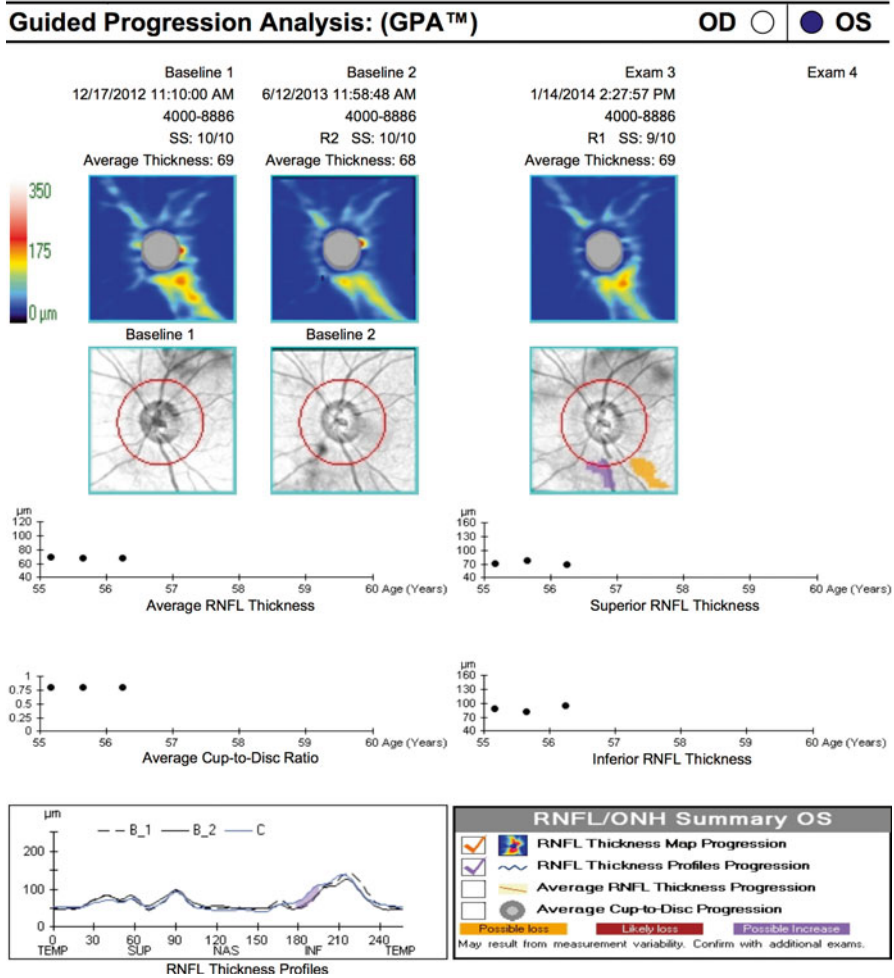 Guided Progression Analysis: (GPA™) OD OS
Baseline 1 Baseline 2 Exam 3 Exam 4
12/17/2012 11:10:00 AM 6/12/2013 11:58:48 AM 1/14/2014 2:27:57 PM
4000-8886 4000-8886 4000-8886
SS: 10/10 R2 SS: 10/10 R1 SS: 9/10
Average Thickness: 69 Average Thickness: 68 Average Thickness: 69
350
175
0 µm
Baseline 1 Baseline 2
µm
120
100
80
60
40
55 56 57 58 59 60 Age (Years)
Average RNFL Thickness
µm
160
130
100
70
40
55 56 57 58 59 60 Age (Years)
Superior RNFL Thickness
1
0.75
0.5
0.25
0
55 56 57 58 59 60 Age (Years)
Average Cup-to-Disc Ratio
µm
160
130
100
70
40
55 56 57 58 59 60 Age (Years)
Inferior RNFL Thickness
µm
B_1 B_2 C
200
100
0
0 30 60 90 120 150 180 210 240
TEMP SUP NAS INF TEMP
RNFL Thickness Profiles
RNFL/ONH Summary OS
RNFL Thickness Map Progression
RNFL Thickness Profiles Progression
Average RNFL Thickness Progression
Average Cup-to-Disc Progression
Possible loss Likely loss Possible Increase
May result from measurement variability. Confirm with additional exams.